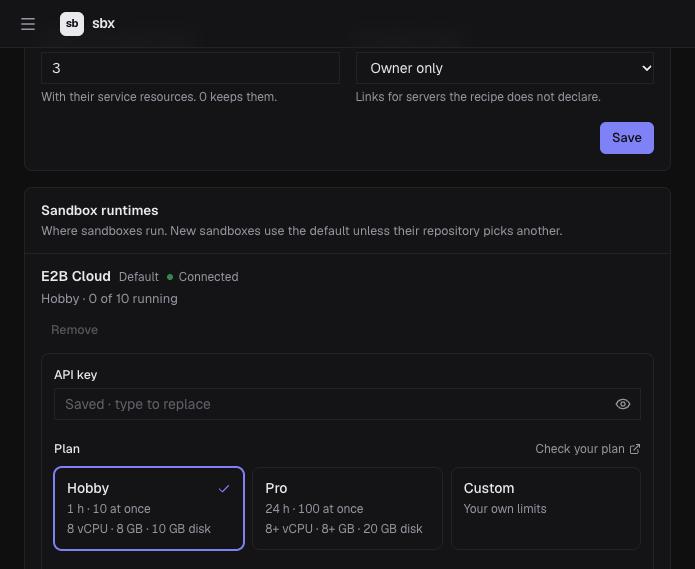 sb sbx
3
Owner only
With their service resources. 0 keeps them.
Links for servers the recipe does not declare.
Save
Sandbox runtimes
Where sandboxes run. New sandboxes use the default unless their repository picks another.
E2B Cloud Default Connected
Hobby · 0 of 10 running
Remove
API key
Saved · type to replace
Plan
Check your plan
Hobby
1 h · 10 at once
8 vCPU · 8 GB · 10 GB disk
Pro
24 h · 100 at once
8+ vCPU · 8+ GB · 20 GB disk
Custom
Your own limits